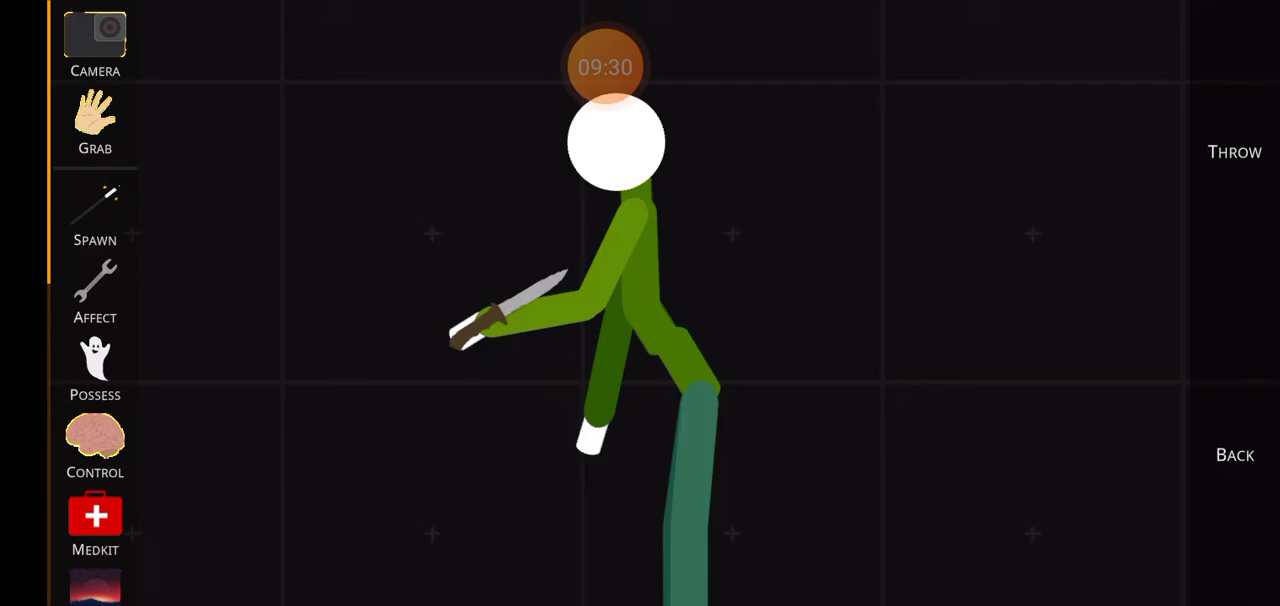 CAMERA
GRAB
SPAWN
AFFECT
POSSESS
CONTROL
MEDKIT
09:30
THROW
BACK